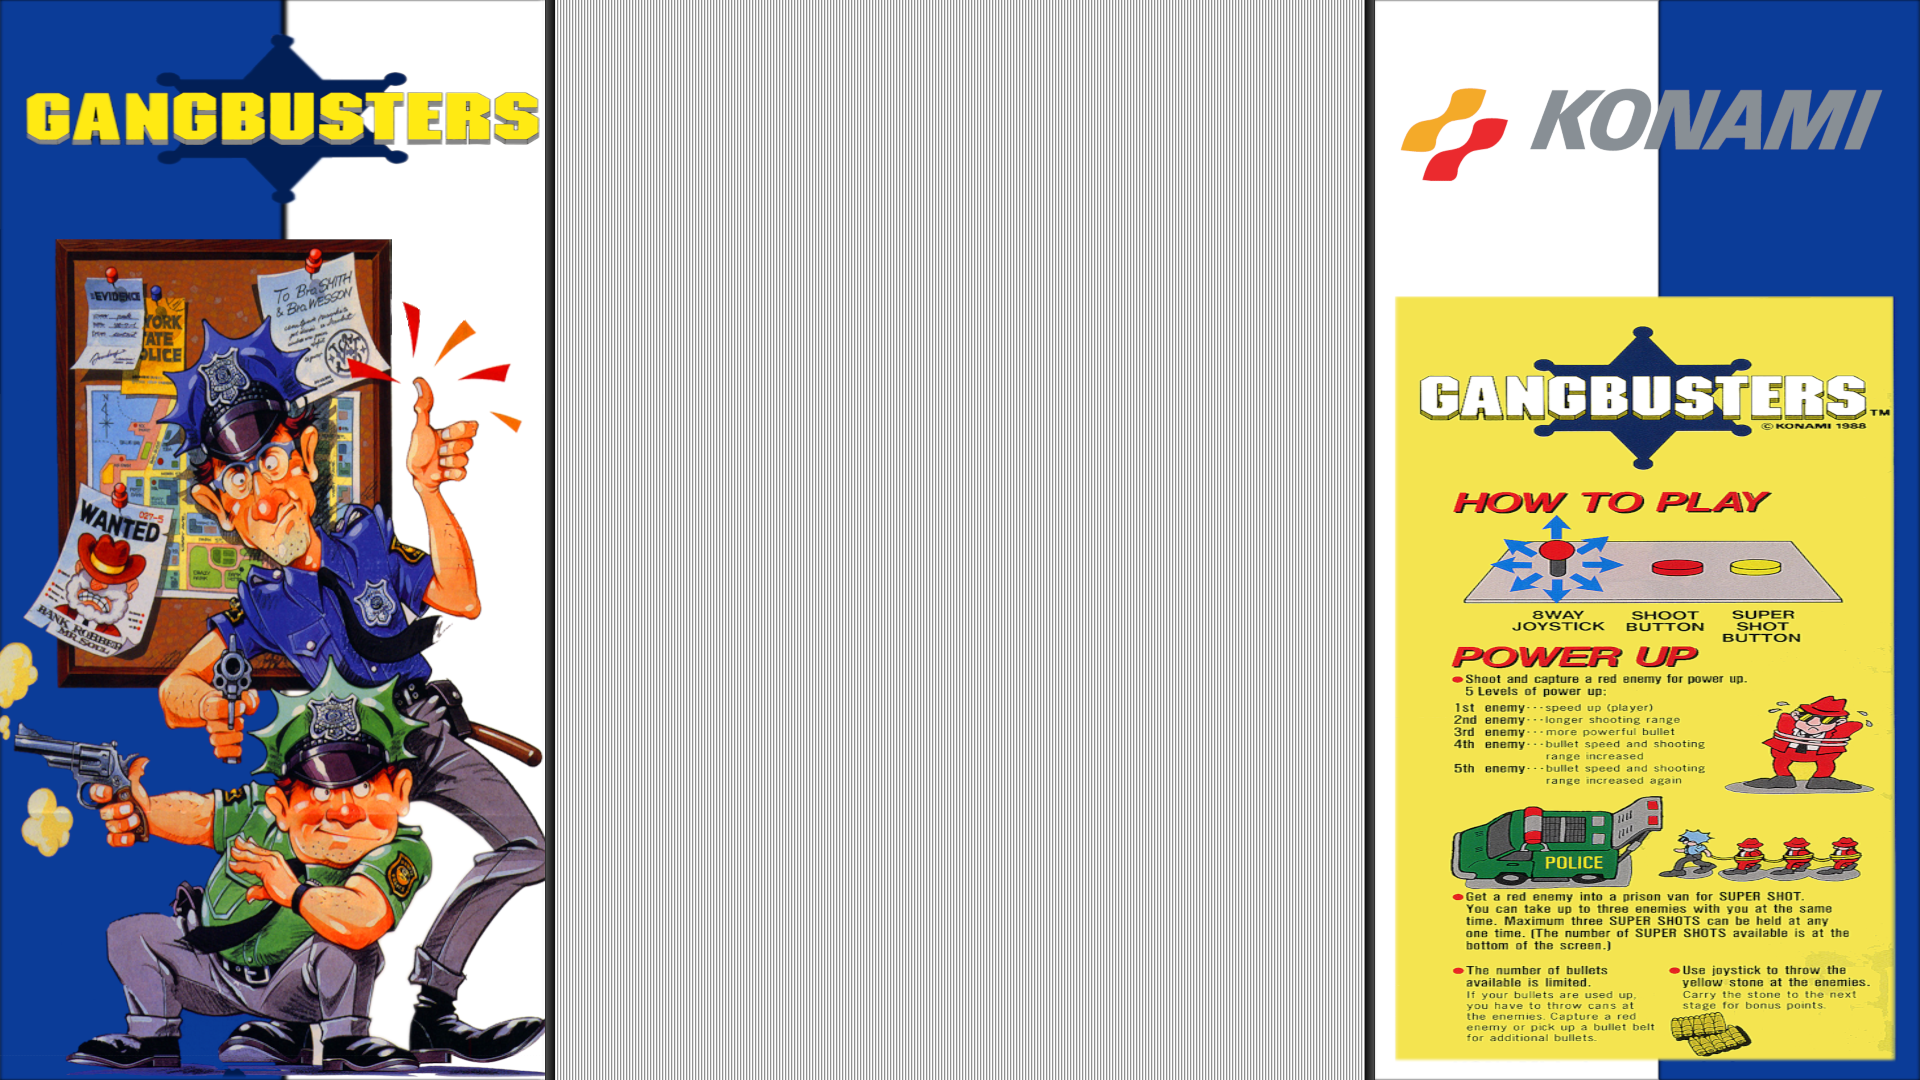 GANGBUSTERS
EVIDENCE
YORK
POLICE
To Bro. SMITH
& Bro. WESSON
WANTED
027-5
BANK ROBBER
KONAMI
GANGBUSTERS™
© KONAMI 1988
HOW TO PLAY
8WAY
JOYSTICK
SHOOT
BUTTON
SUPER
SHOT
BUTTON
POWER UP
●Shoot and capture a red enemy for power up.
5 Levels of power up:
1st enemy···speed up (player)
2nd enemy···longer shooting range
3rd enemy···more powerful bullet
4th enemy···bullet speed and shooting
range increased
5th enemy···bullet speed and shooting
range increased again
POLICE
●Get a red enemy into a prison van for SUPER SHOT.
You can take up to three enemies with you at the same
time. Maximum three SUPER SHOTS can be held at any
one time. (The number of SUPER SHOTS available is at the
bottom of the screen.)
●The number of bullets
available is limited.
If your bullets are used up,
you have to throw cans at
the enemies. Capture a red
enemy or pick up a bullet belt
for additional bullets.
●Use joystick to throw the
yellow stone at the enemies.
Carry the stone to the next
stage for bonus points.